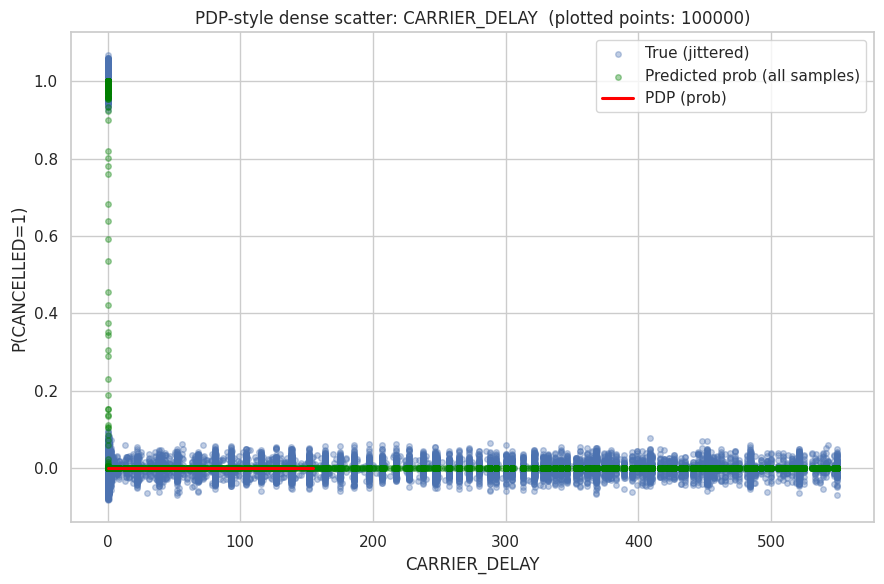 PDP-style dense scatter: CARRIER_DELAY  (plotted points: 100000)
True (jittered)
Predicted prob (all samples)
PDP (prob)
P(CANCELLED=1)
1.0
0.8
0.6
0.4
0.2
0.0
0 100 200 300 400 500
CARRIER_DELAY